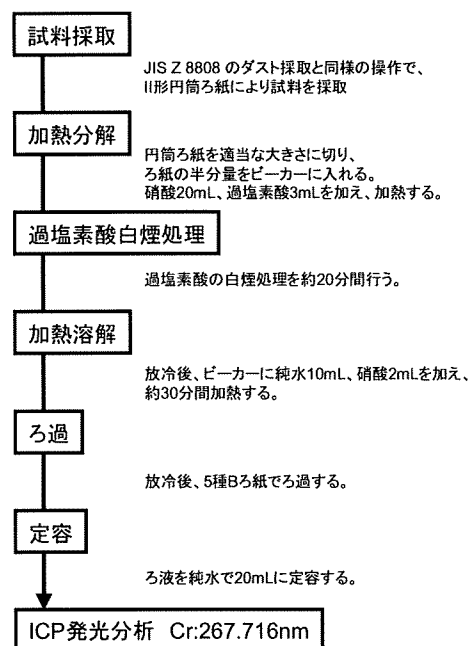 試料採取
JIS Z 8808 のダスト採取と同様の操作で、
II形円筒ろ紙により試料を採取
加熱分解
円筒ろ紙を適当な大きさに切り、
ろ紙の半分量をビーカーに入れる。
硝酸20mL、過塩素酸3mLを加え、加熱する。
過塩素酸白煙処理
過塩素酸の白煙処理を約20分間行う。
加熱溶解
放冷後、ビーカーに純水10mL、硝酸2mLを加え、
約30分間加熱する。
ろ過
放冷後、5種Bろ紙でろ過する。
定容
ろ液を純水で20mLに定容する。
ICP発光分析 Cr:267.716nm